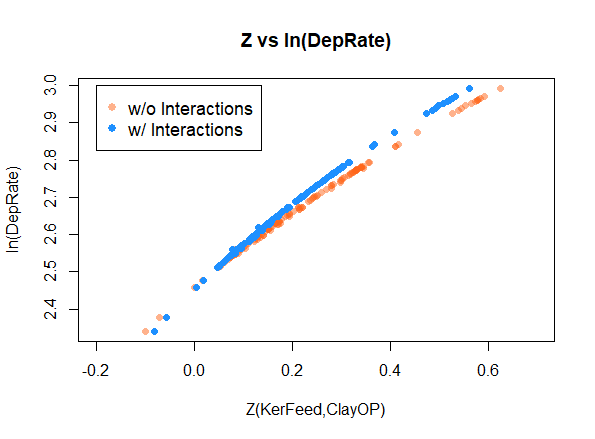 Z vs ln(DepRate)
w/o Interactions
w/ Interactions
ln(DepRate)
3.0
2.9
2.8
2.7
2.6
2.5
2.4
-0.2 0.0 0.2 0.4 0.6
Z(KerFeed,ClayOP)